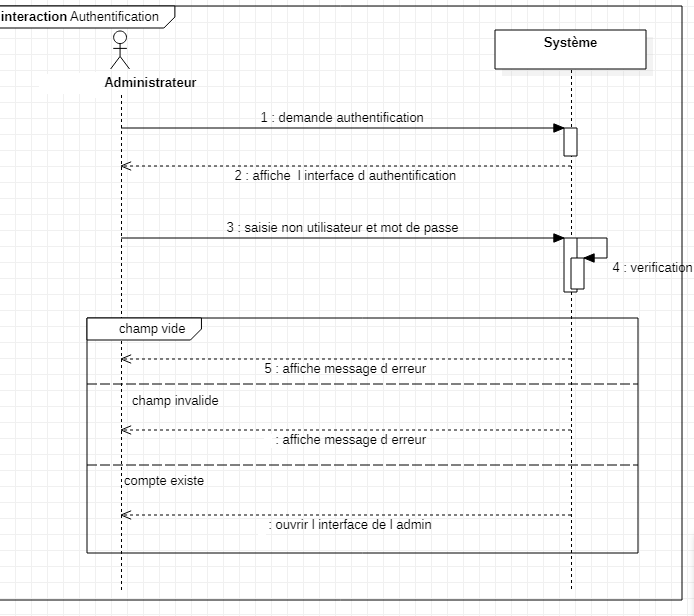 interaction Authentification
Administrateur
Système
1 : demande authentification
2 : affiche l interface d authentification
3 : saisie non utilisateur et mot de passe
4 : verification
champ vide
5 : affiche message d erreur
champ invalide
: affiche message d erreur
compte existe
: ouvrir l interface de l admin